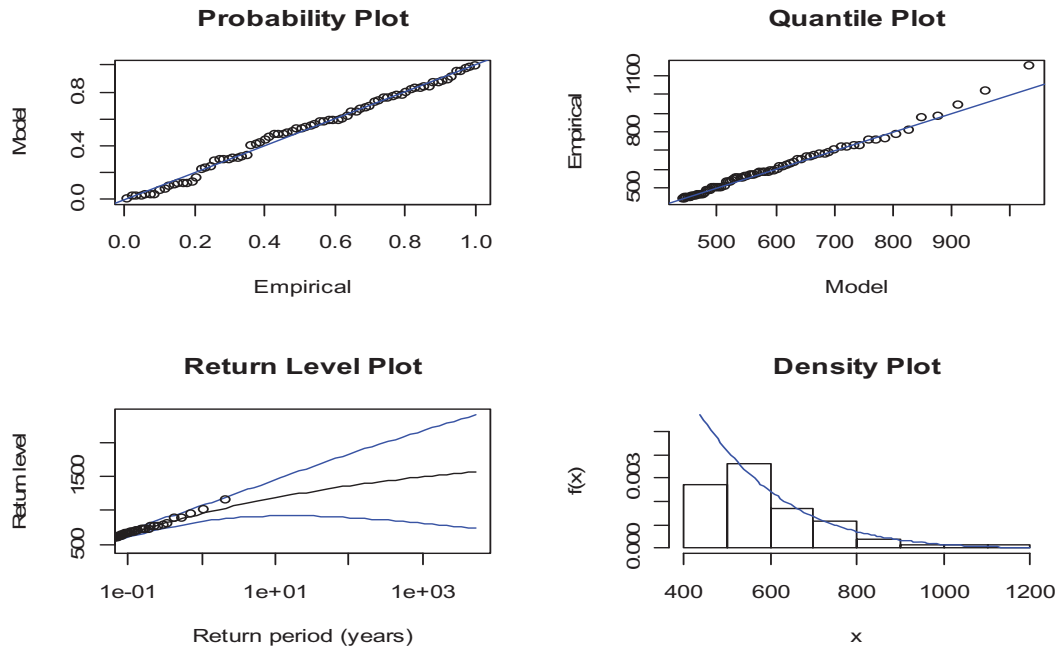 Probability Plot
Model
0.0 0.4 0.8
0.0 0.2 0.4 0.6 0.8 1.0
Empirical
Quantile Plot
Empirical
500 800 1100
500 600 700 800 900
Model
Return Level Plot
Return level
500 1500
1e-01 1e+01 1e+03
Return period (years)
Density Plot
f(x)
0.000 0.003
400 600 800 1000 1200
x